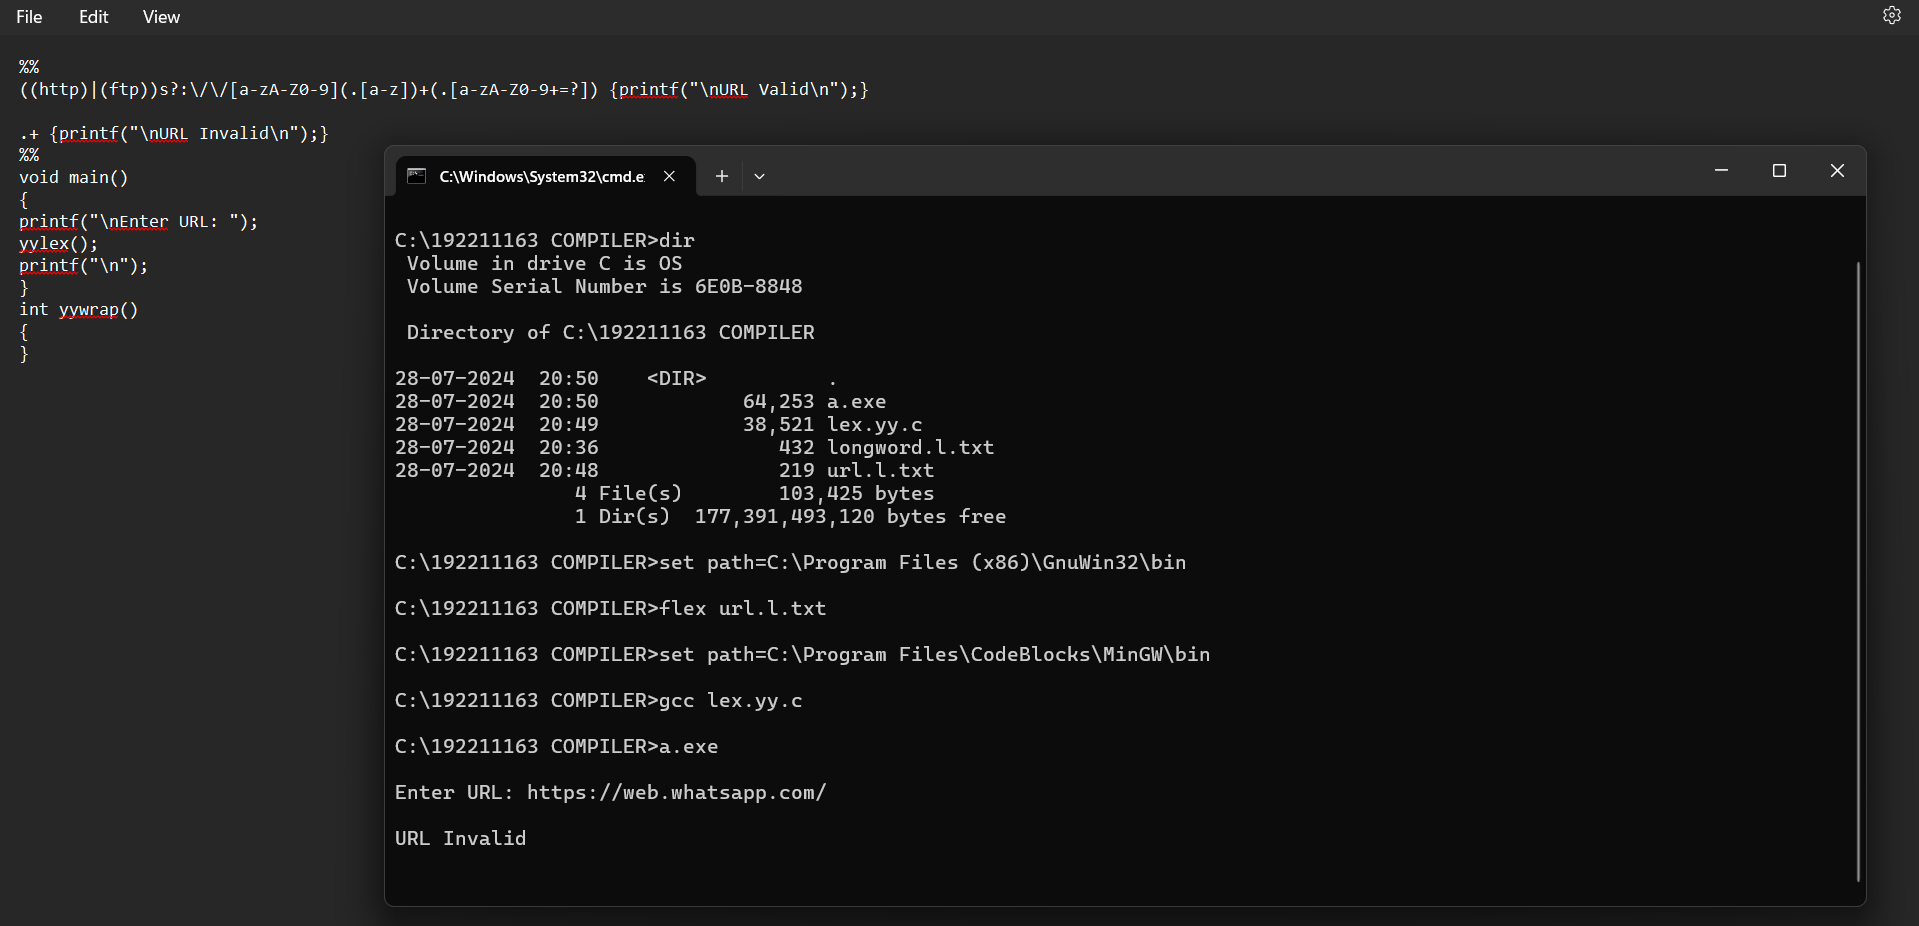 File Edit View
%%
((http)|(ftp))s?:\/\/[a-zA-Z0-9](.[a-z])+(.[a-zA-Z0-9+=?]) {printf("\nURL Valid\n");}
.+ {printf("\nURL Invalid\n");}
%%
void main()
{
printf("\nEnter URL: ");
yylex();
printf("\n");
}
int yywrap()
{
}
C:\Windows\System32\cmd.e
C:\192211163 COMPILER>dir
Volume in drive C is OS
Volume Serial Number is 6E0B-8848
Directory of C:\192211163 COMPILER
28-07-2024 20:50 <DIR> .
28-07-2024 20:50 64,253 a.exe
28-07-2024 20:49 38,521 lex.yy.c
28-07-2024 20:36 432 longword.l.txt
28-07-2024 20:48 219 url.l.txt
4 File(s) 103,425 bytes
1 Dir(s) 177,391,493,120 bytes free
C:\192211163 COMPILER>set path=C:\Program Files (x86)\GnuWin32\bin
C:\192211163 COMPILER>flex url.l.txt
C:\192211163 COMPILER>set path=C:\Program Files\CodeBlocks\MinGW\bin
C:\192211163 COMPILER>gcc lex.yy.c
C:\192211163 COMPILER>a.exe
Enter URL: https://web.whatsapp.com/
URL Invalid